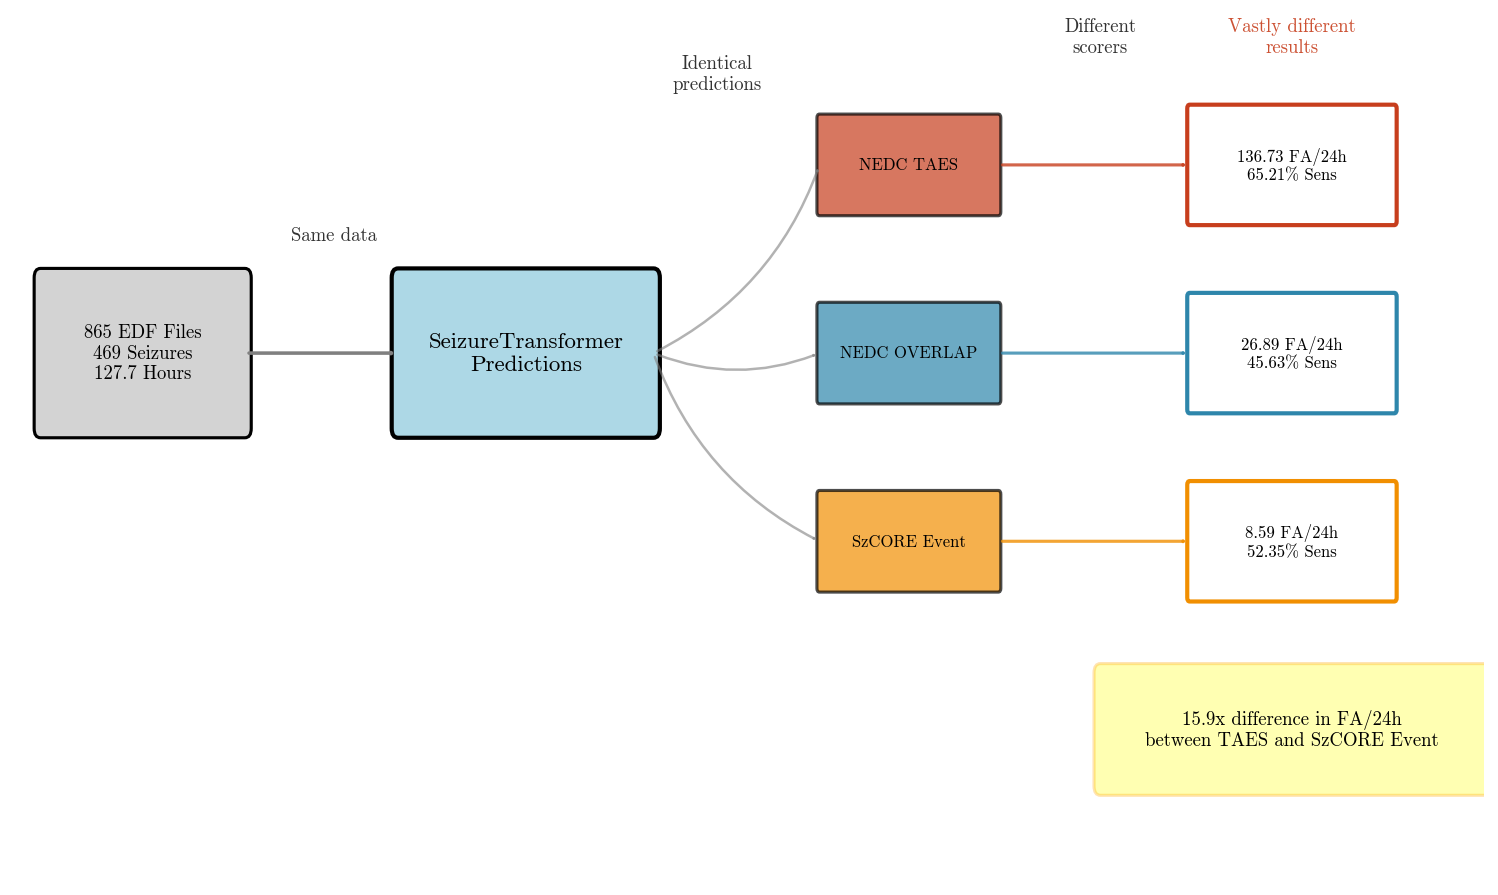 Different
scorers
Vastly different
results
Identical
predictions
NEDC TAES
136.73 FA/24h
65.21% Sens
Same data
865 EDF Files
469 Seizures
127.7 Hours
SeizureTransformer
Predictions
NEDC OVERLAP
26.89 FA/24h
45.63% Sens
SzCORE Event
8.59 FA/24h
52.35% Sens
15.9x difference in FA/24h
between TAES and SzCORE Event